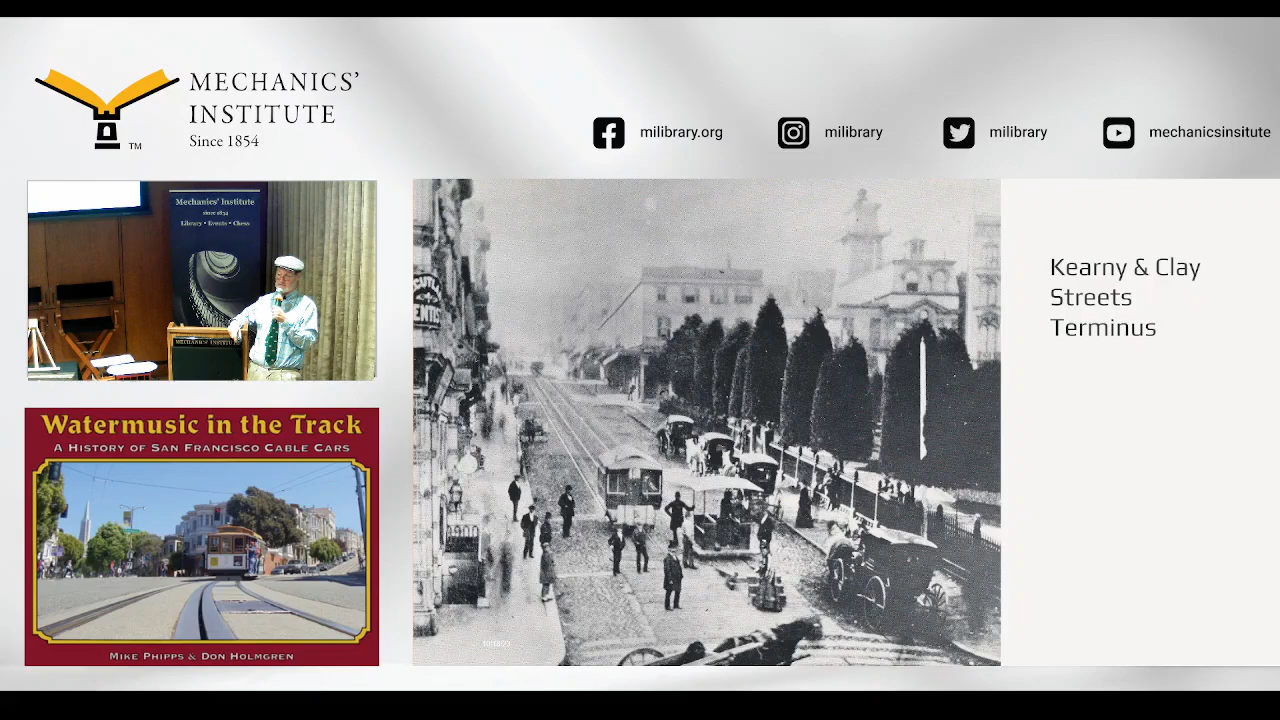 MECHANICS’
INSTITUTE
Since 1854
TM
milibrary.org
milibrary
milibrary
mechanicsinsitute
Mechanics' Institute
since 1854
Library • Events • Chess
MECHANICS' INSTITUTE
Kearny & Clay
Streets
Terminus
Watermusic in the Track
A HISTORY OF SAN FRANCISCO CABLE CARS
MIKE PHIPPS & DON HOLMGREN